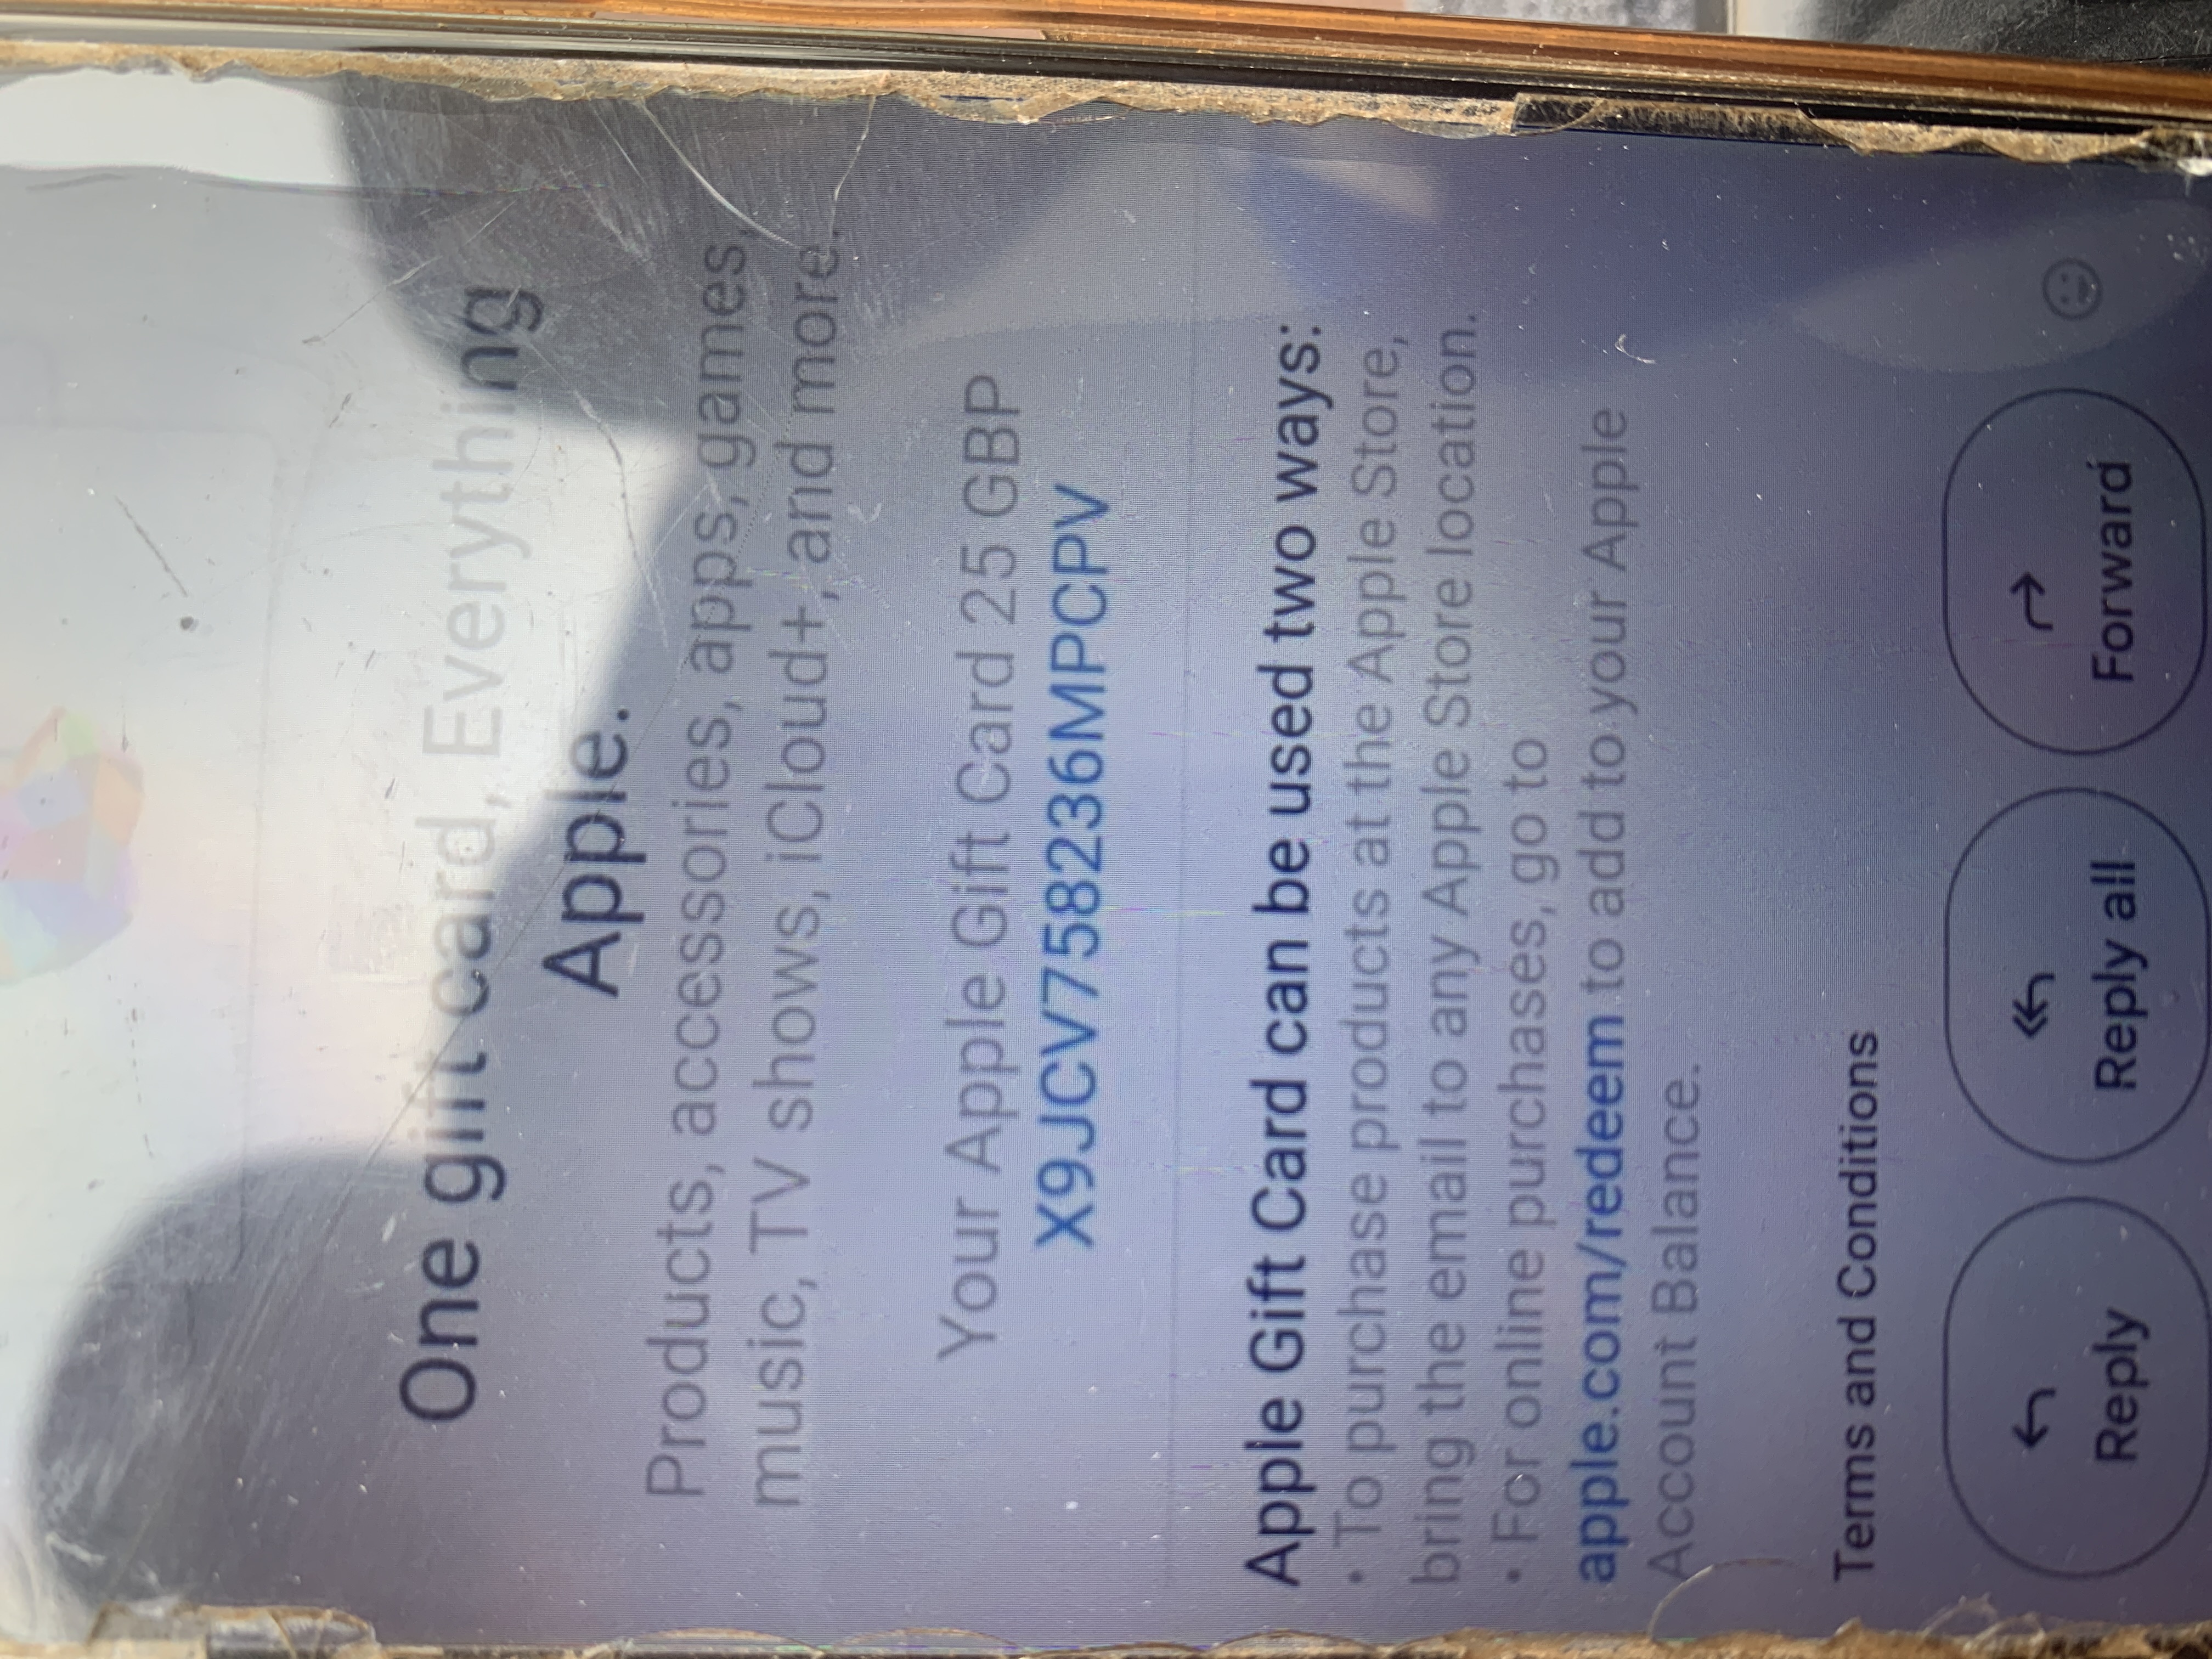 One gift card, Everything
Apple.
Products, accessories, apps, games,
music, TV shows, iCloud+, and more.
Your Apple Gift Card 25 GBP
X9JCV758236MPCPV
Apple Gift Card can be used two ways:
• To purchase products at the Apple Store,
bring the email to any Apple Store location.
• For online purchases, go to
apple.com/redeem to add to your Apple
Account Balance.
Terms and Conditions
Reply
Reply all
Forward